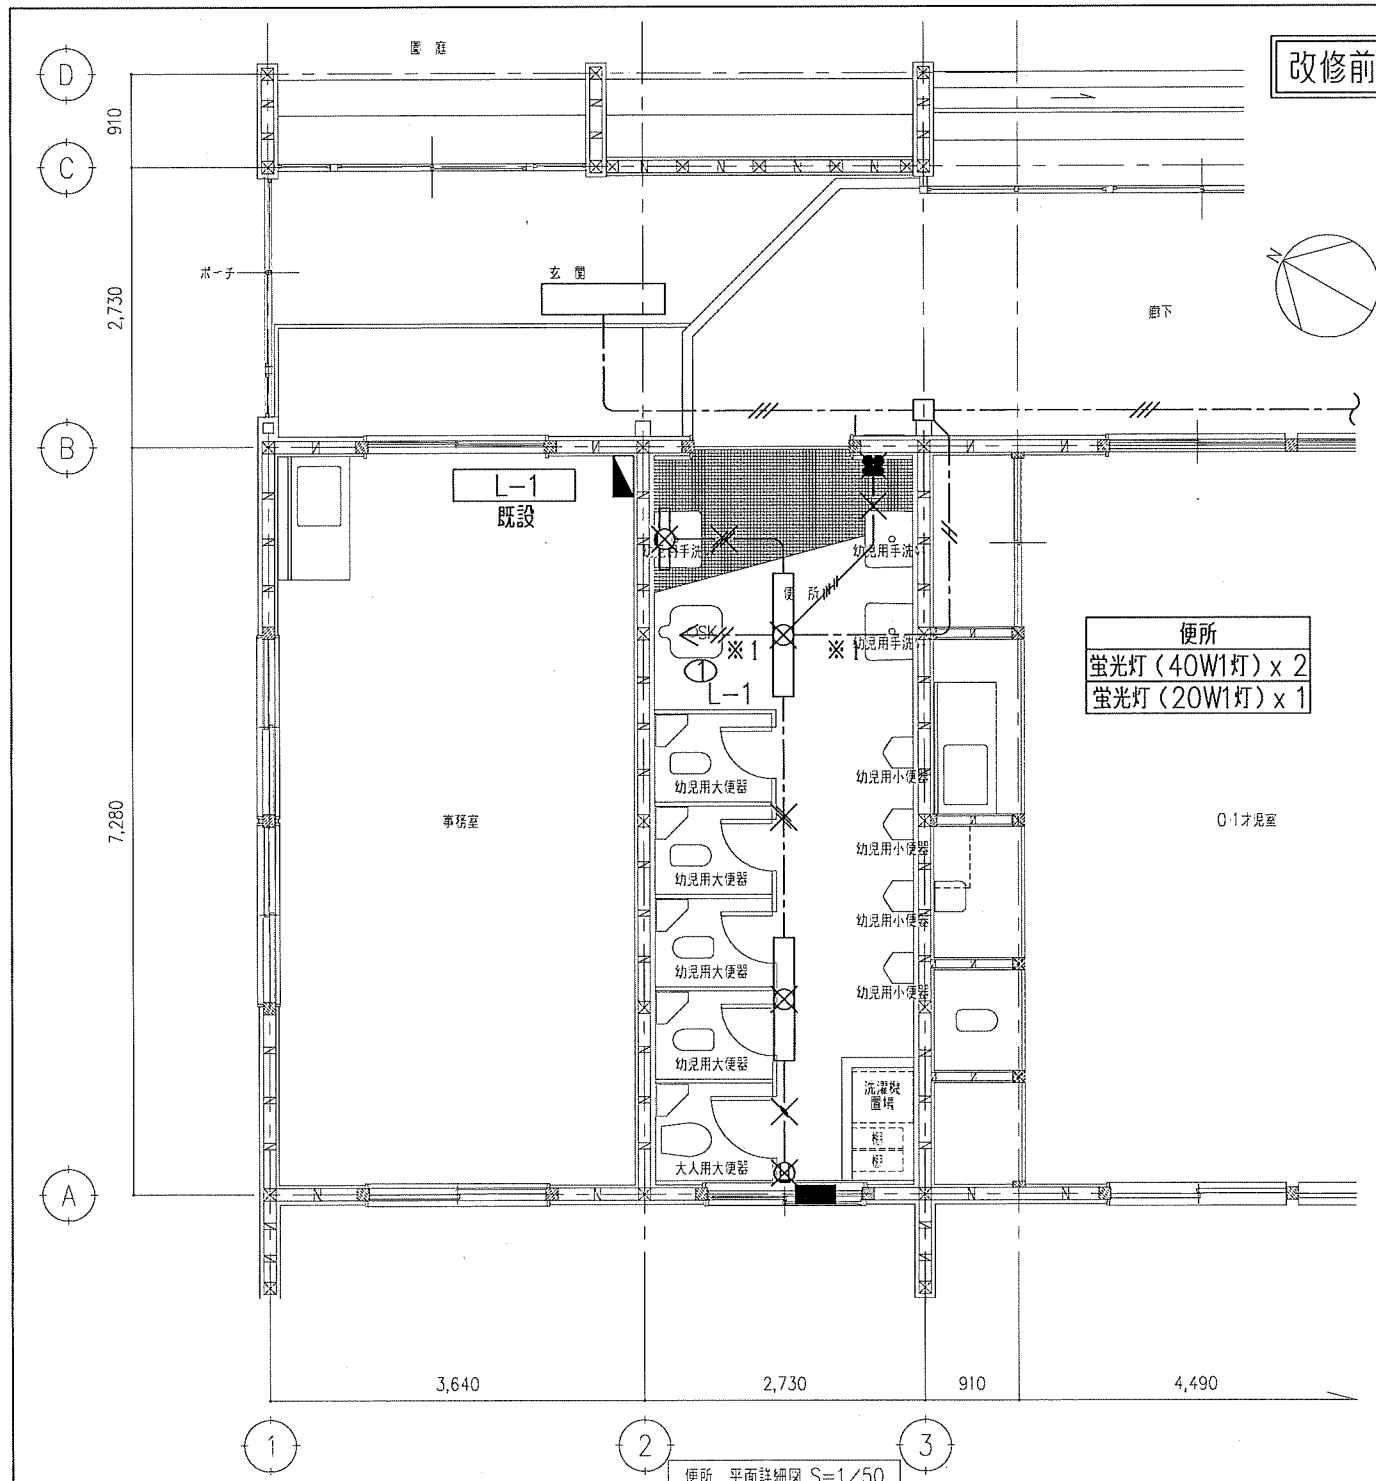 園 庭
改修前
D
910
C
2,730
ポーチ
玄 関
廊下
N
B
L-1
既設
幼児用手洗
幼児用手洗
便 所
SK
※1
※1
幼児用手洗
1
L-1
便所
蛍光灯(40W1灯)x 2
蛍光灯(20W1灯)x 1
幼児用大便器
幼児用小便器
7,280
事務室
0・1才児室
幼児用小便器
幼児用大便器
幼児用小便器
幼児用大便器
幼児用小便器
幼児用大便器
洗濯機
置場
棚
棚
大人用大便器
A
3,640
2,730
910
4,490
1
2
3
便所 平面詳細図 S=1/50